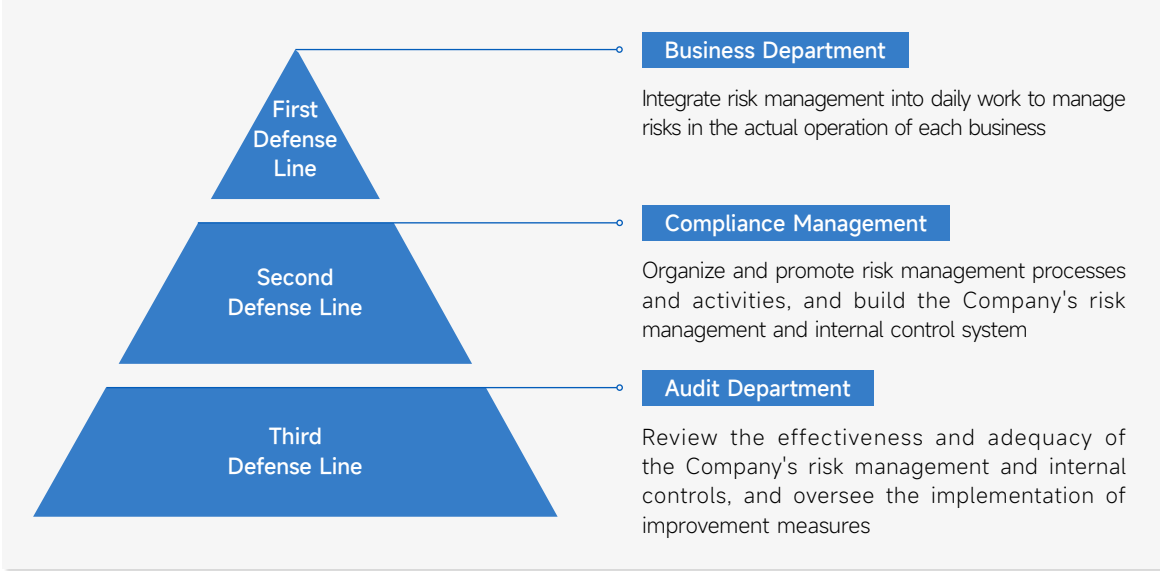 First
Defense
Line
Business Department
Integrate risk management into daily work to manage
risks in the actual operation of each business
Second
Defense Line
Compliance Management
Organize and promote risk management processes
and activities, and build the Company's risk
management and internal control system
Third
Defense Line
Audit Department
Review the effectiveness and adequacy of
the Company's risk management and internal
controls, and oversee the implementation of
improvement measures